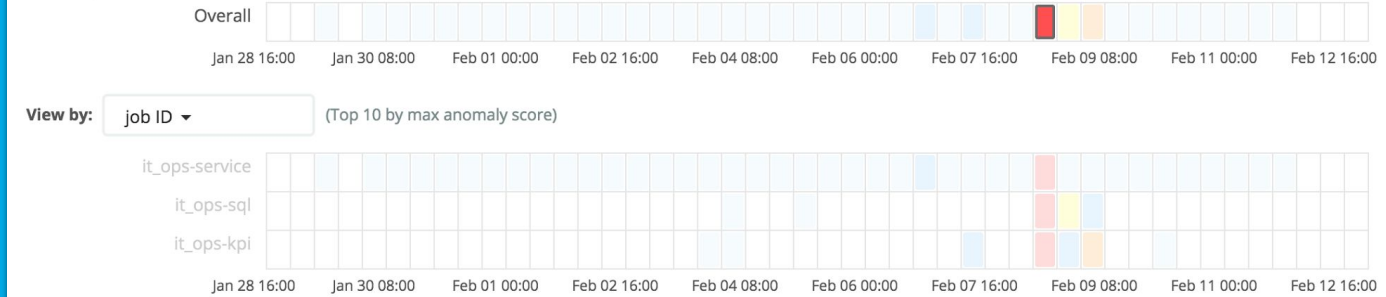 Overall
Jan 28 16:00 Jan 30 08:00 Feb 01 00:00 Feb 02 16:00 Feb 04 08:00 Feb 06 00:00 Feb 07 16:00 Feb 09 08:00 Feb 11 00:00 Feb 12 16:00
View by: job ID (Top 10 by max anomaly score)
it_ops-service
it_ops-sql
it_ops-kpi
Jan 28 16:00 Jan 30 08:00 Feb 01 00:00 Feb 02 16:00 Feb 04 08:00 Feb 06 00:00 Feb 07 16:00 Feb 09 08:00 Feb 11 00:00 Feb 12 16:00